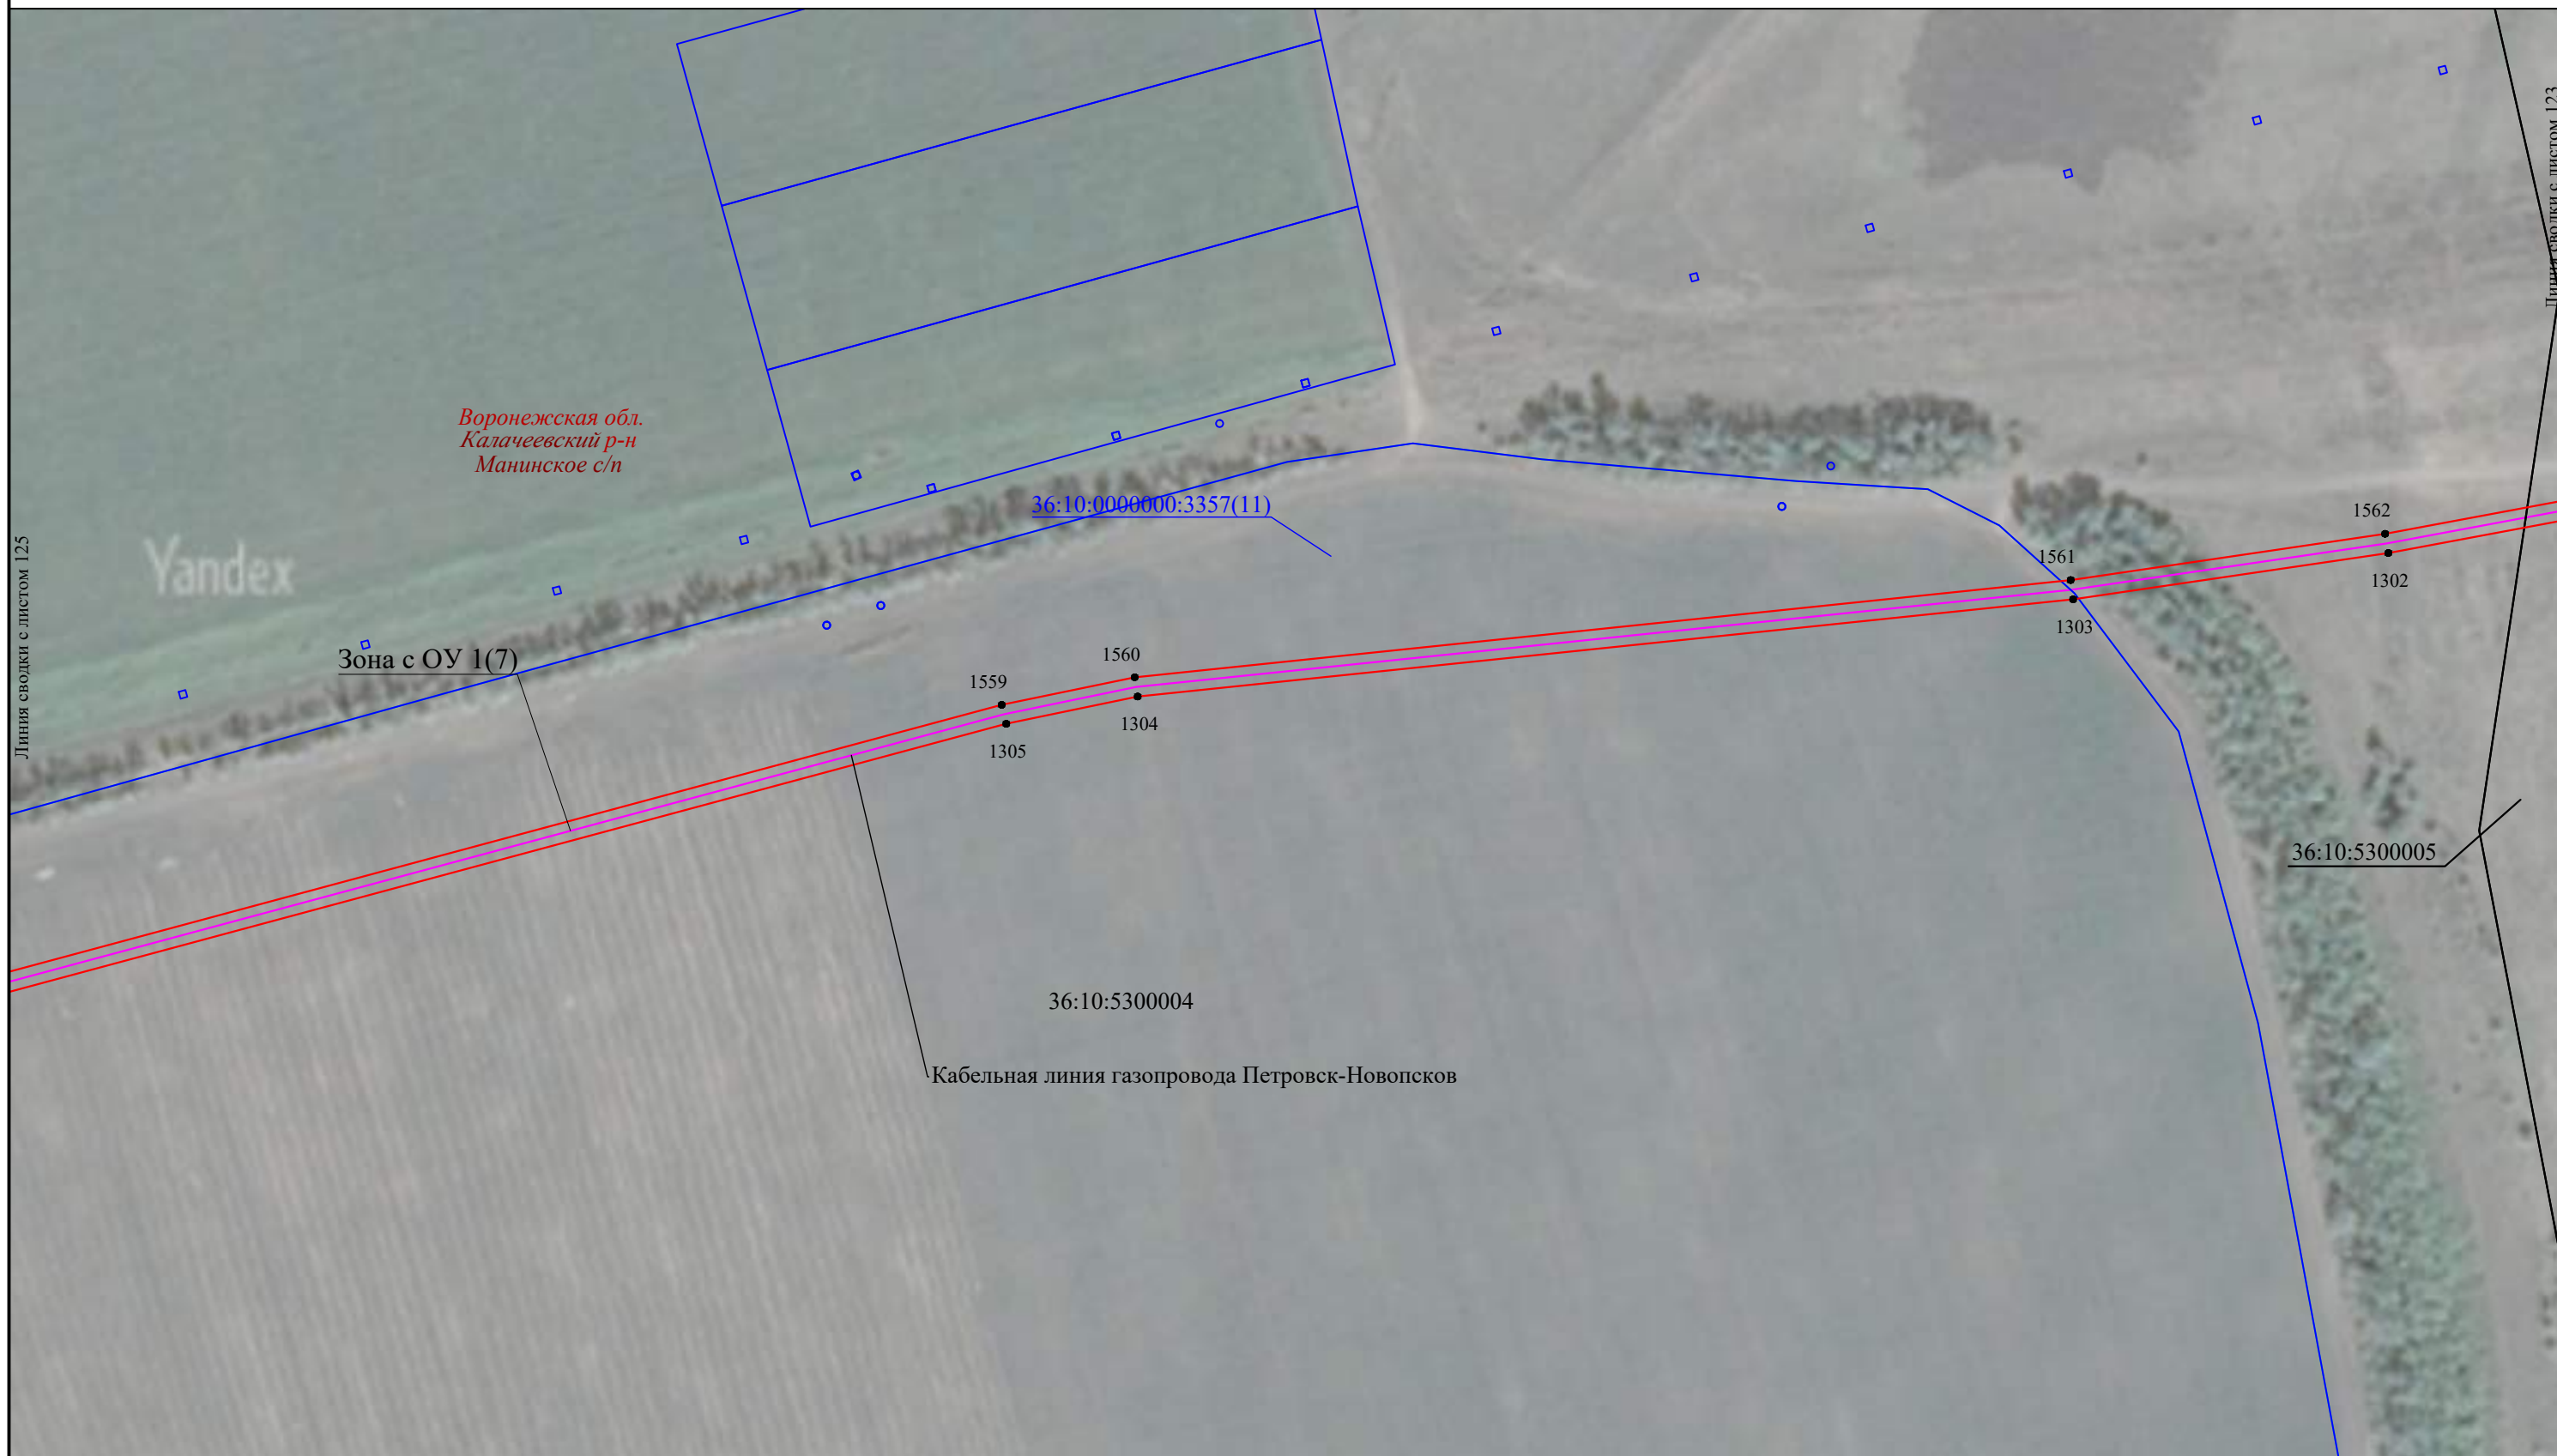 Линия сводки с листом 123
Воронежская обл.
Калачеевский р-н
Манинское с/п
36:10:0000000:3357(11)
1562
Линия сводки с листом 125
Yandex
1561
1302
1303
Зона с ОУ 1(7)
1560
1559
1304
1305
36:10:5300005
36:10:5300004
Кабельная линия газопровода Петровск-Новопсков